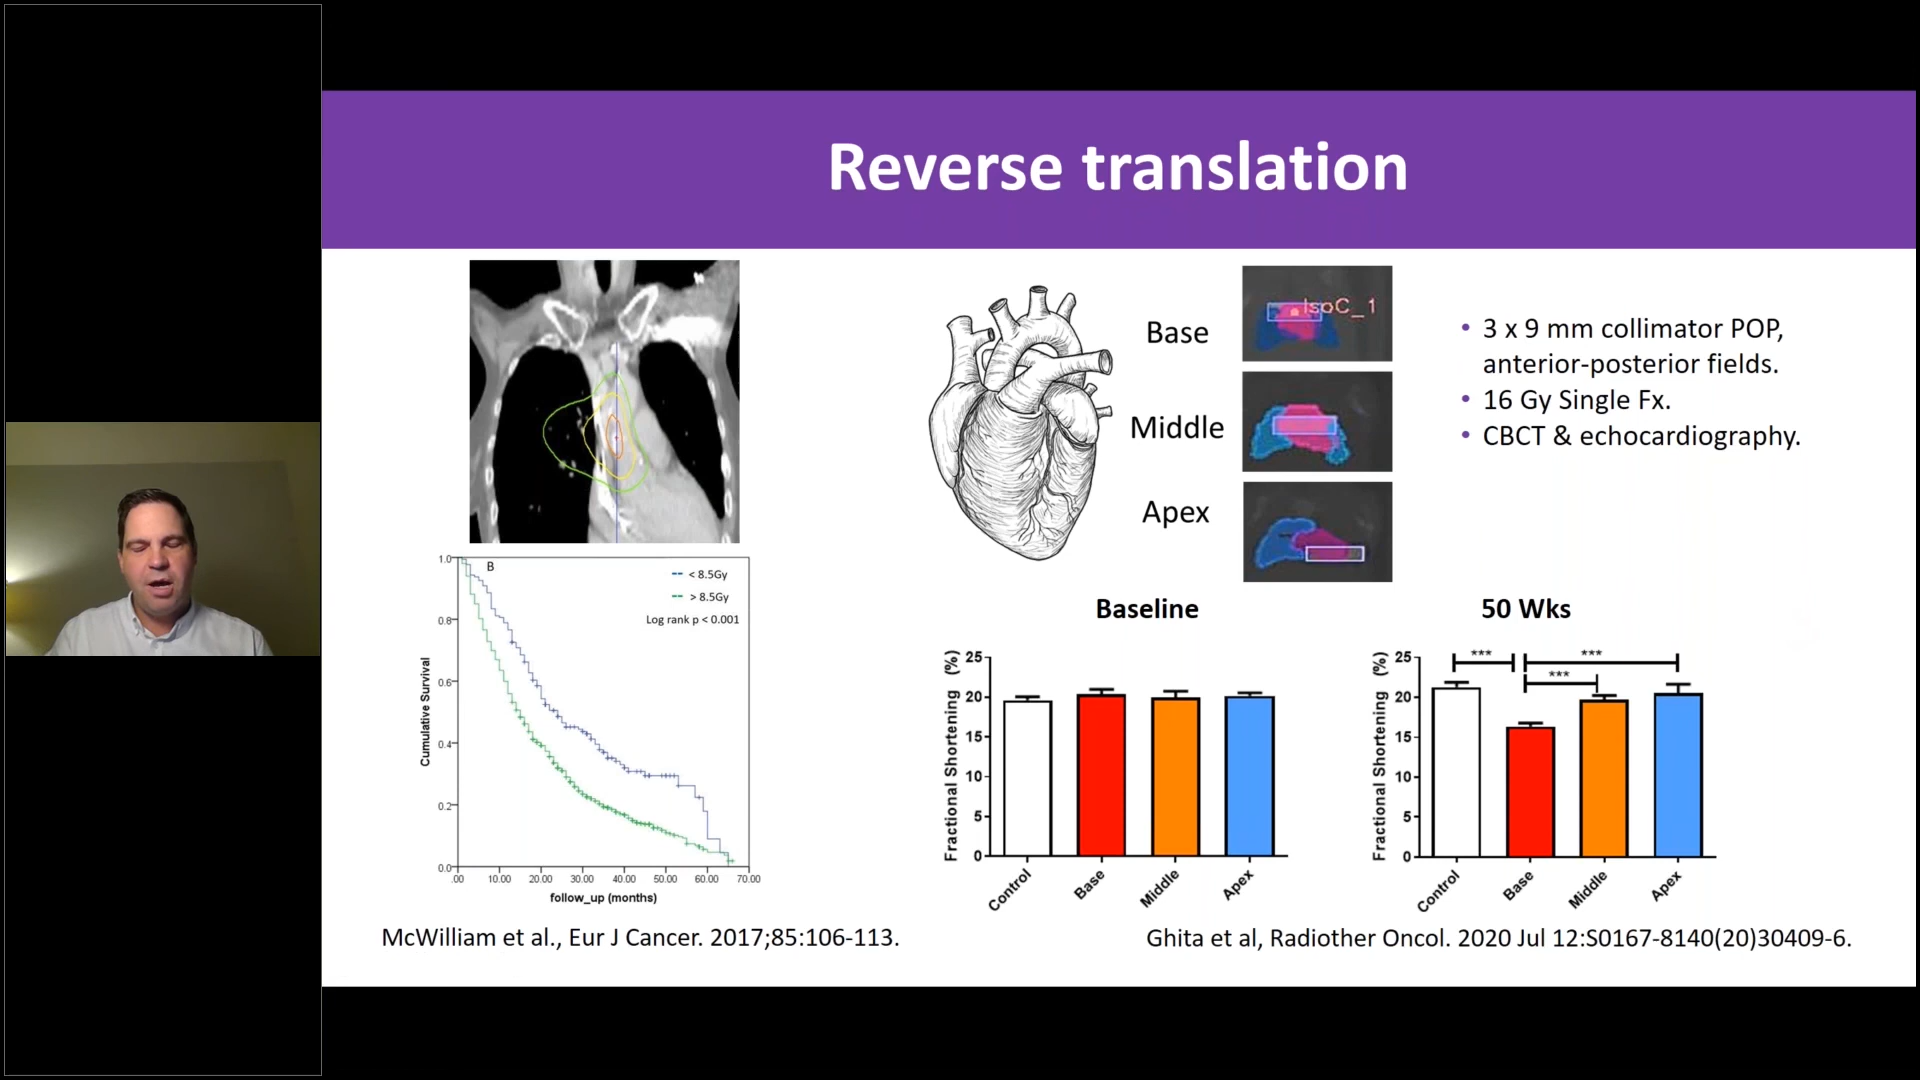 Reverse translation
Base
IsoC_1
Middle
Apex
• 3 x 9 mm collimator POP,
anterior-posterior fields.
• 16 Gy Single Fx.
• CBCT & echocardiography.
B
< 8.5Gy
> 8.5Gy
Log rank p < 0.001
Cumulative Survival
1.0
0.8
0.6
0.4
0.2
0.0
.00 10.00 20.00 30.00 40.00 50.00 60.00 70.00
follow_up (months)
Baseline
Fractional Shortening (%)
25
20
15
10
5
0
Control Base Middle Apex
50 Wks
Fractional Shortening (%)
*** ***
***
25
20
15
10
5
0
Control Base Middle Apex
McWilliam et al., Eur J Cancer. 2017;85:106-113.
Ghita et al, Radiother Oncol. 2020 Jul 12:S0167-8140(20)30409-6.